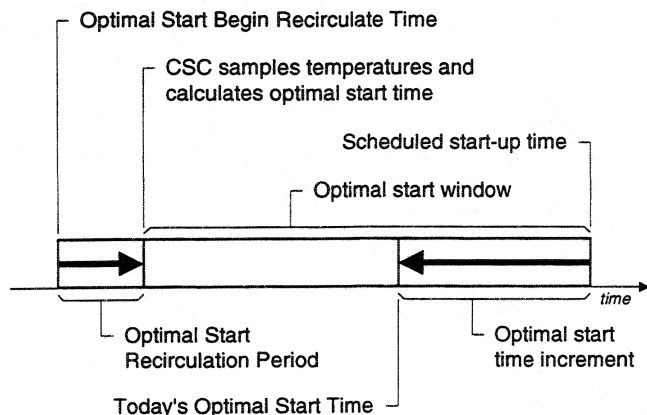 Optimal Start Begin Recirculate Time
CSC samples temperatures and
calculates optimal start time
Scheduled start-up time
Optimal start window
time
Optimal Start
Recirculation Period
Optimal start
time increment
Today's Optimal Start Time